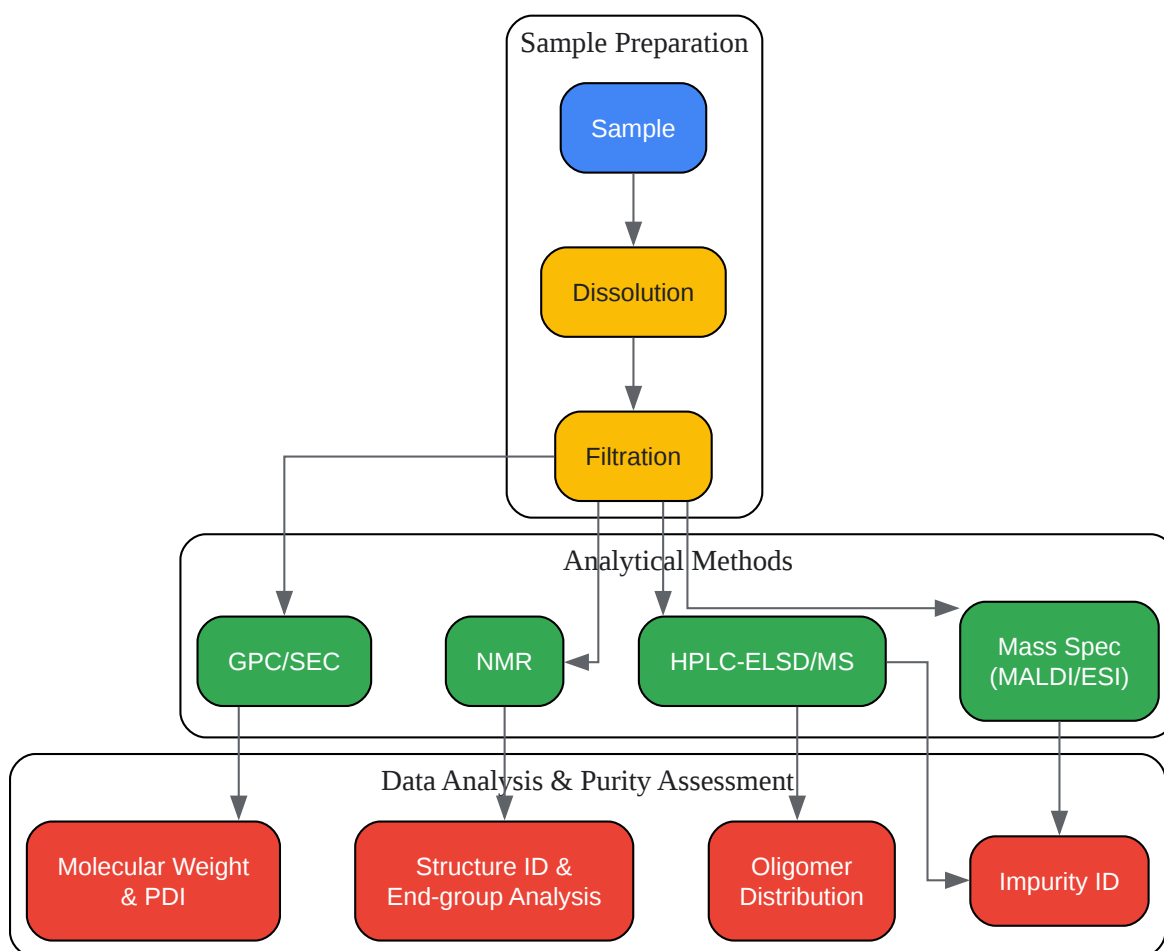 Sample Preparation
Sample
Dissolution
Filtration
Analytical Methods
GPC/SEC
NMR
HPLC-ELSD/MS
Mass Spec
(MALDI/ESI)
Data Analysis & Purity Assessment
Molecular Weight
& PDI
Structure ID &
End-group Analysis
Oligomer
Distribution
Impurity ID